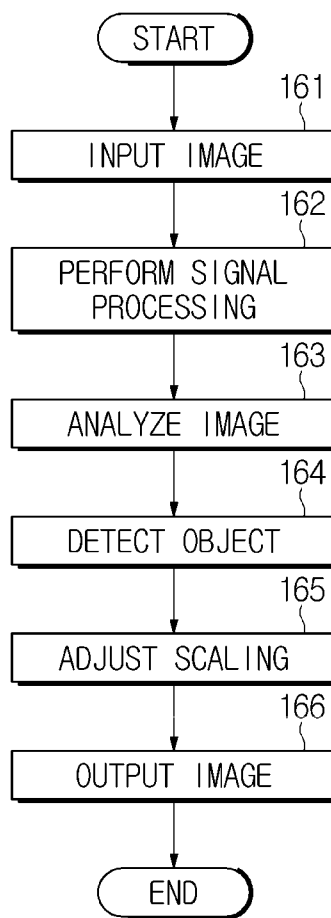 START
161
INPUT IMAGE
162
PERFORM SIGNAL
PROCESSING
163
ANALYZE IMAGE
164
DETECT OBJECT
165
ADJUST SCALING
166
OUTPUT IMAGE
END